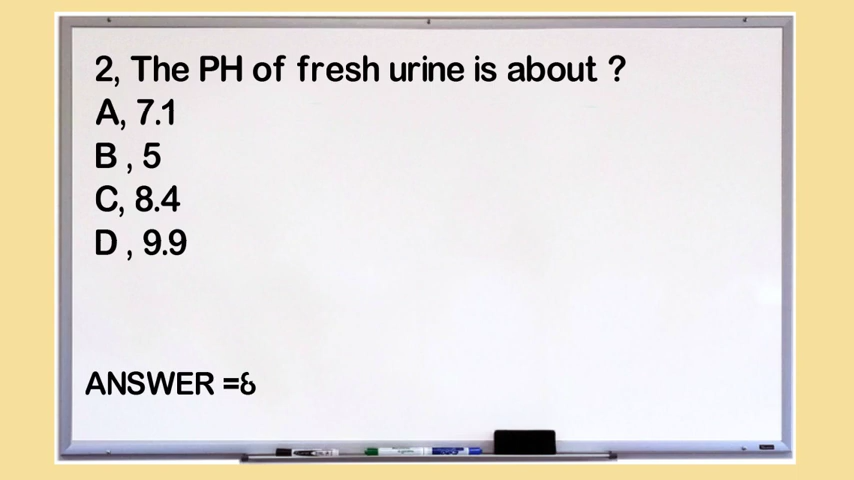 2, The PH of fresh urine is about ?
A, 7.1
B , 5
C, 8.4
D , 9.9
ANSWER =